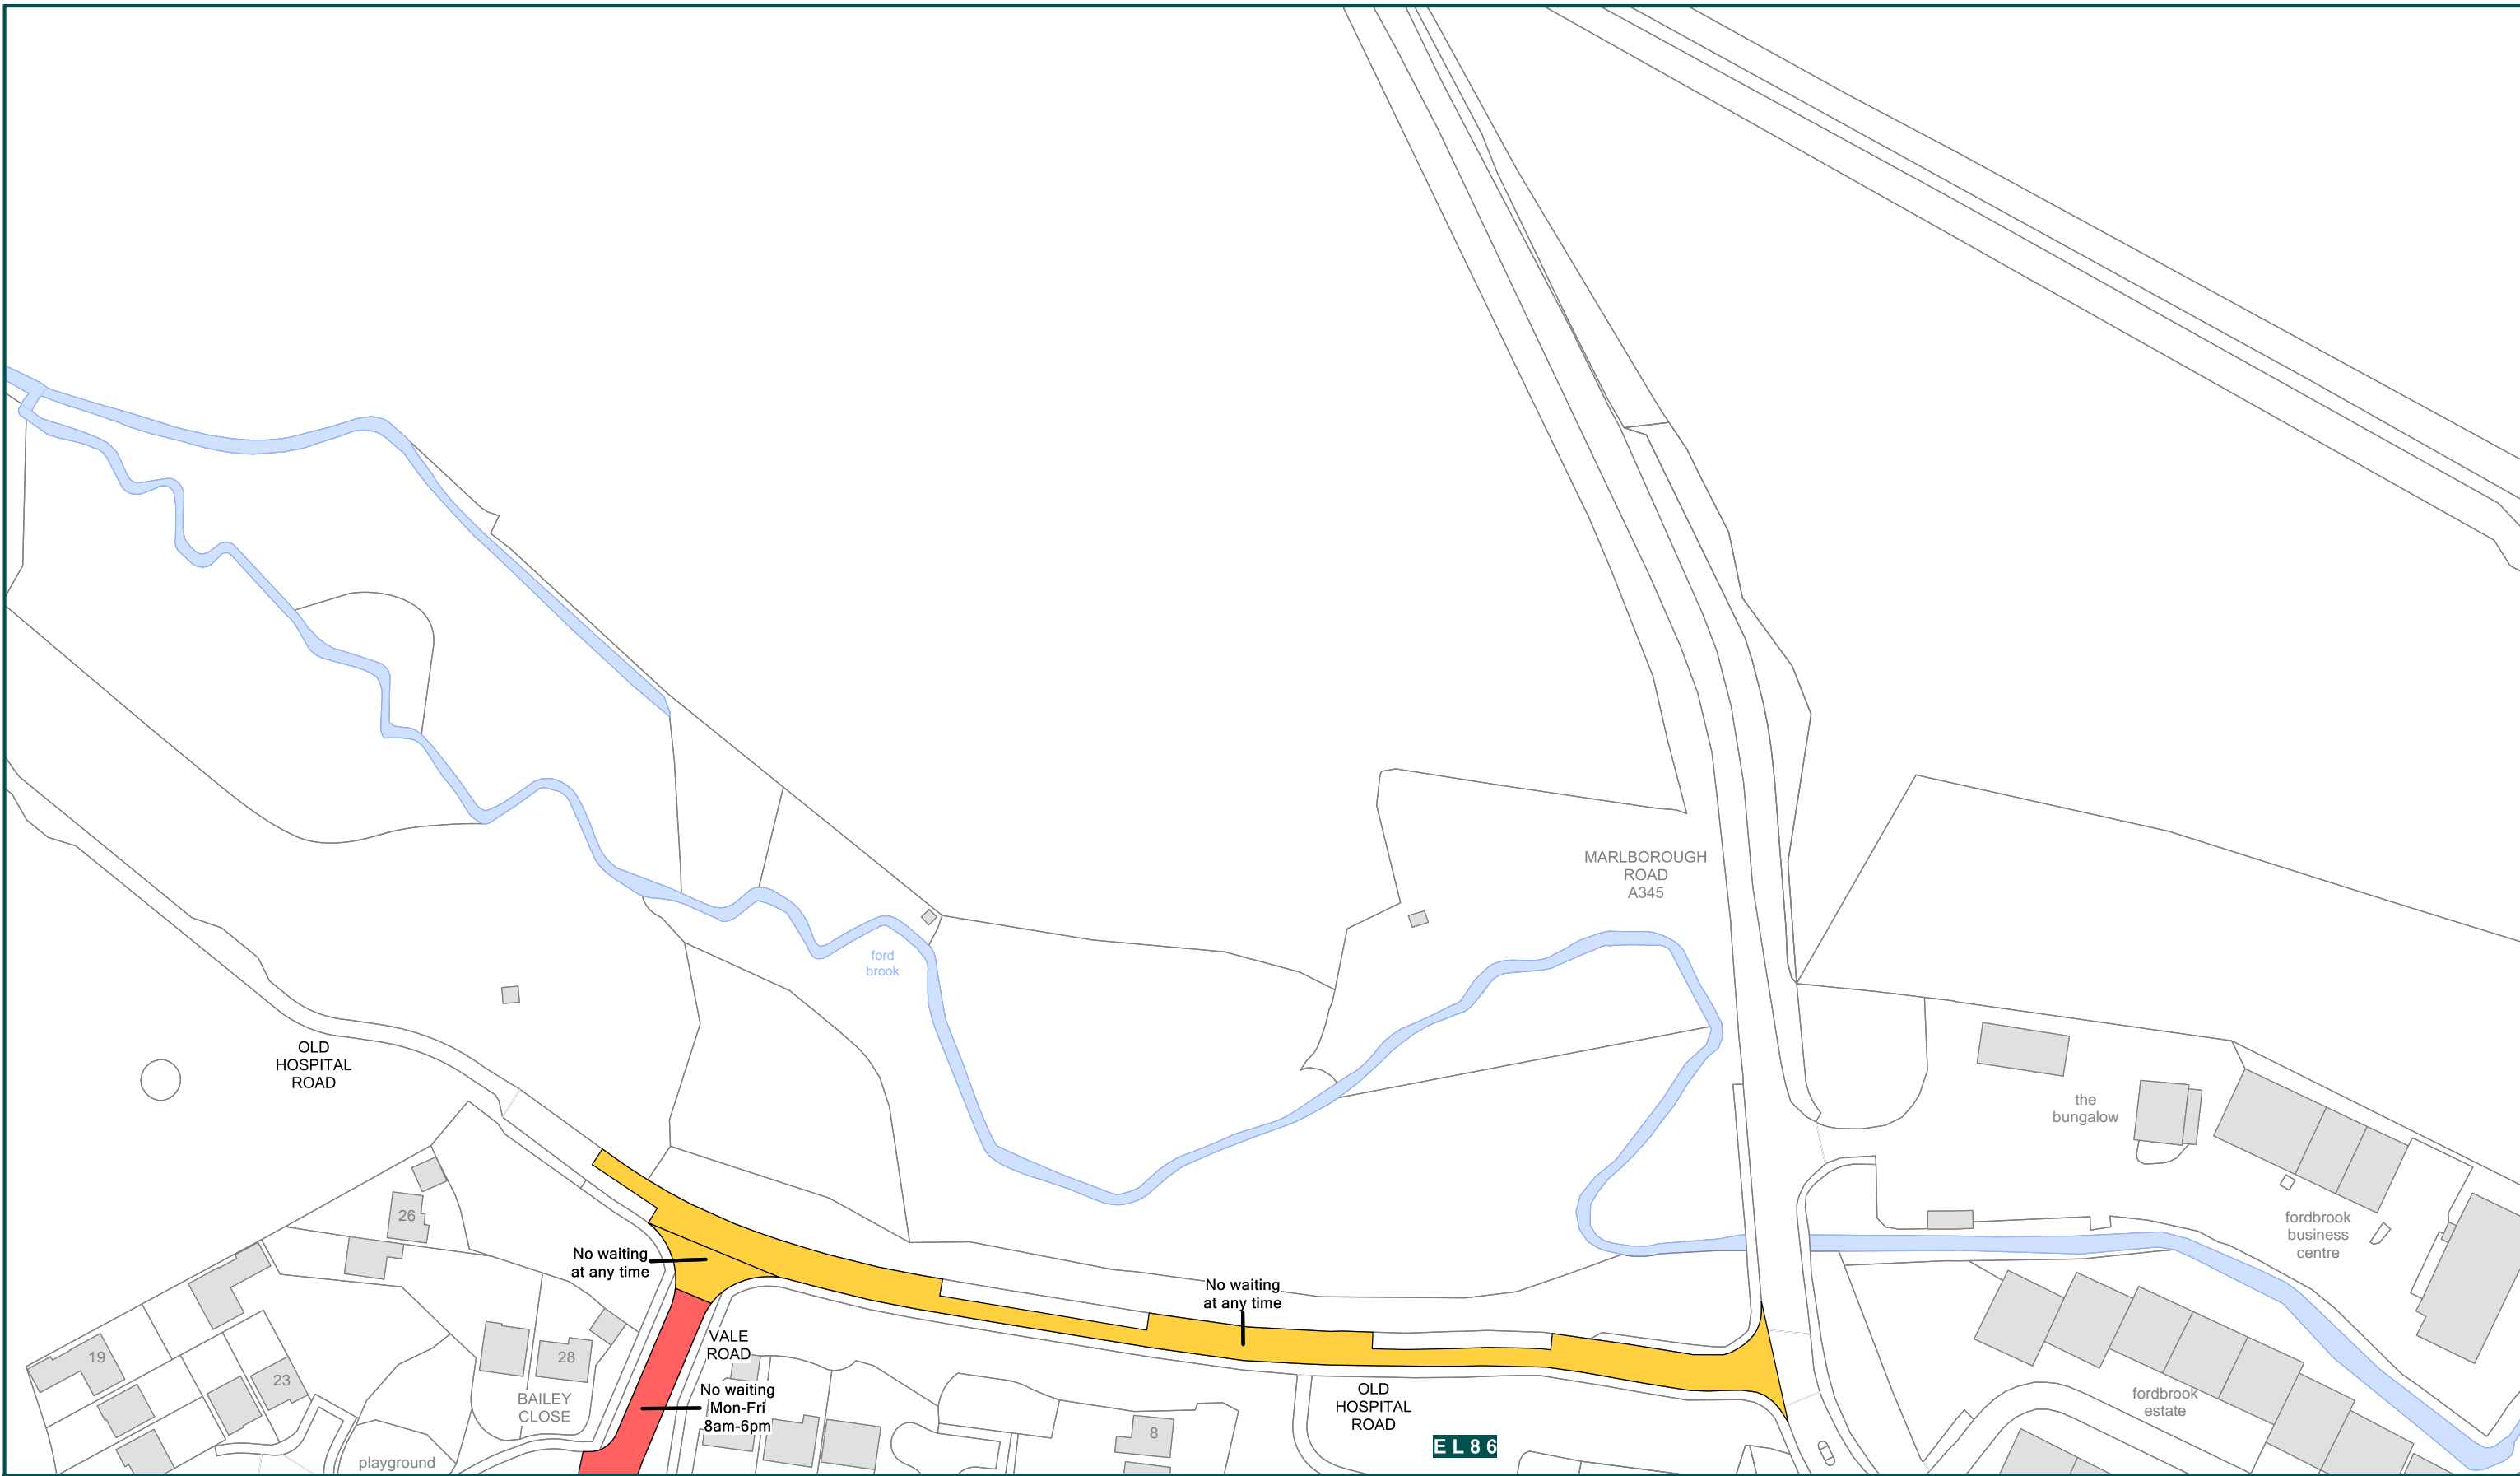 MARLBOROUGH
ROAD
A345
ford
brook
OLD
HOSPITAL
ROAD
the
bungalow
26
fordbrook
business
centre
No waiting
at any time
No waiting
at any time
VALE
ROAD
19
28
23
BAILEY
CLOSE
No waiting
Mon-Fri
8am-6pm
OLD
HOSPITAL
ROAD
fordbrook
estate
8
EL86
playground